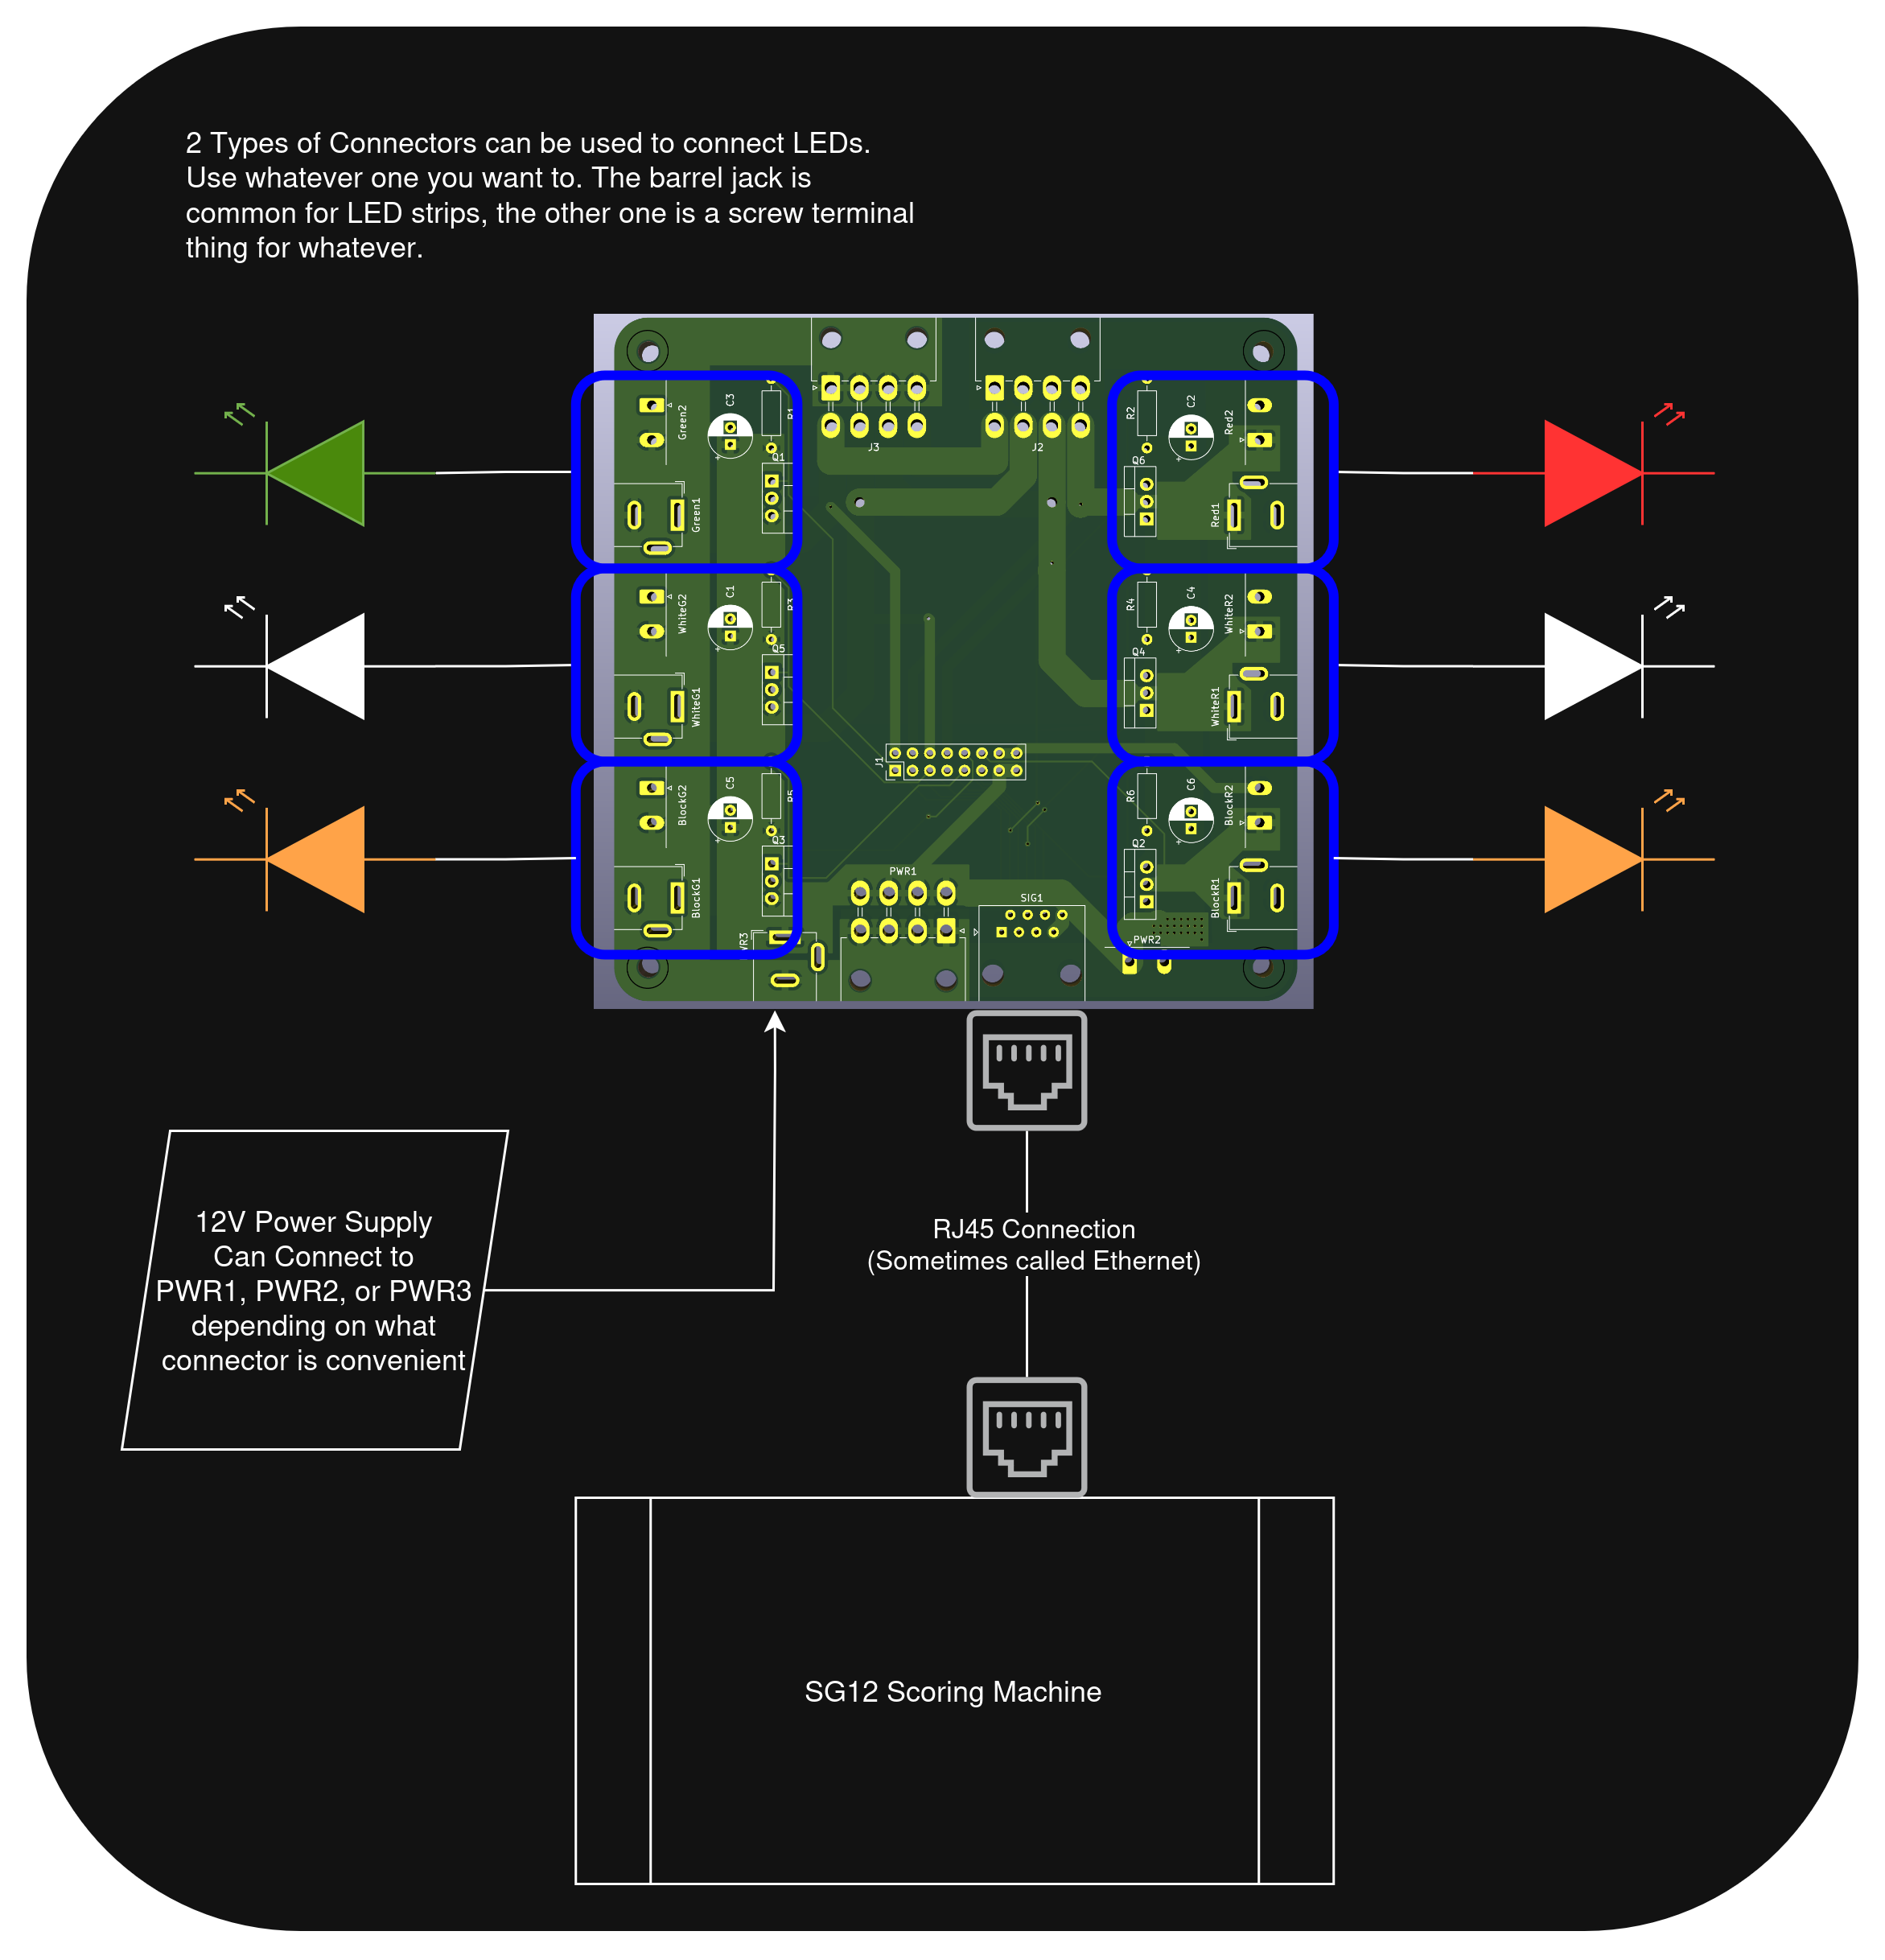 2 Types of Connectors can be used to connect LEDs.
Use whatever one you want to. The barrel jack is
common for LED strips, the other one is a screw terminal
thing for whatever.
Green2
C3
R1
Q1
Green1
J3
J2
R2
C2
Red2
Q6
Red1
WhiteG2
C1
R3
Q5
WhiteG1
R4
C4
WhiteR2
Q4
WhiteR1
J1
BlockG2
C5
R5
Q3
BlockG1
R6
C6
BlockR2
Q2
BlockR1
PWR1
SIG1
PWR2
12V Power Supply
Can Connect to
PWR1, PWR2, or PWR3
depending on what
connector is convenient
RJ45 Connection
(Sometimes called Ethernet)
SG12 Scoring Machine